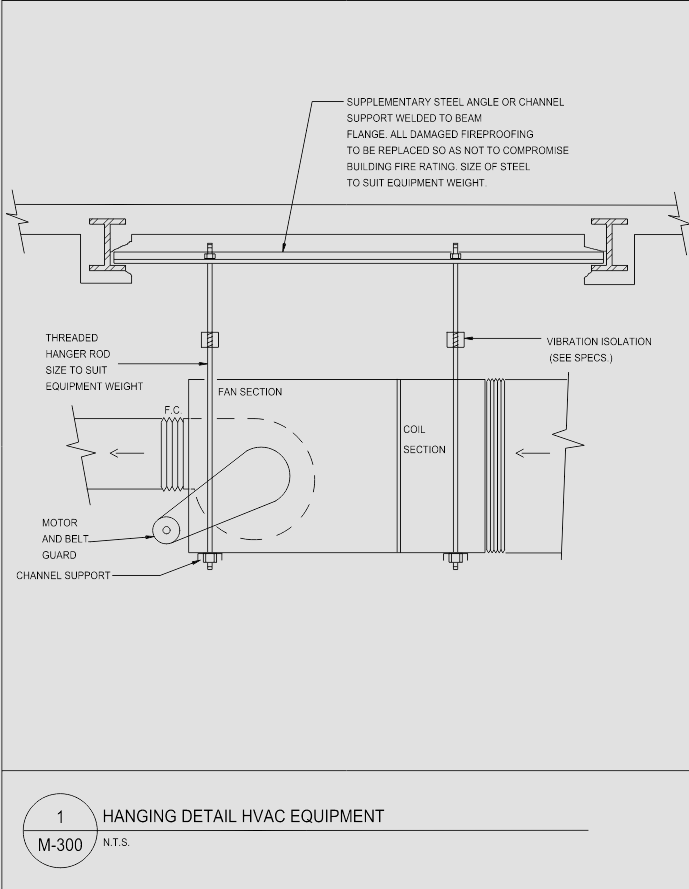 SUPPLEMENTARY STEEL ANGLE OR CHANNEL
SUPPORT WELDED TO BEAM
FLANGE. ALL DAMAGED FIREPROOFING
TO BE REPLACED SO AS NOT TO COMPROMISE
BUILDING FIRE RATING. SIZE OF STEEL
TO SUIT EQUIPMENT WEIGHT.
THREADED
HANGER ROD
SIZE TO SUIT
EQUIPMENT WEIGHT
VIBRATION ISOLATION
(SEE SPECS.)
FAN SECTION
F.C.
COIL
SECTION
MOTOR
AND BELT
GUARD
CHANNEL SUPPORT
1
M-300
HANGING DETAIL HVAC EQUIPMENT
N.T.S.